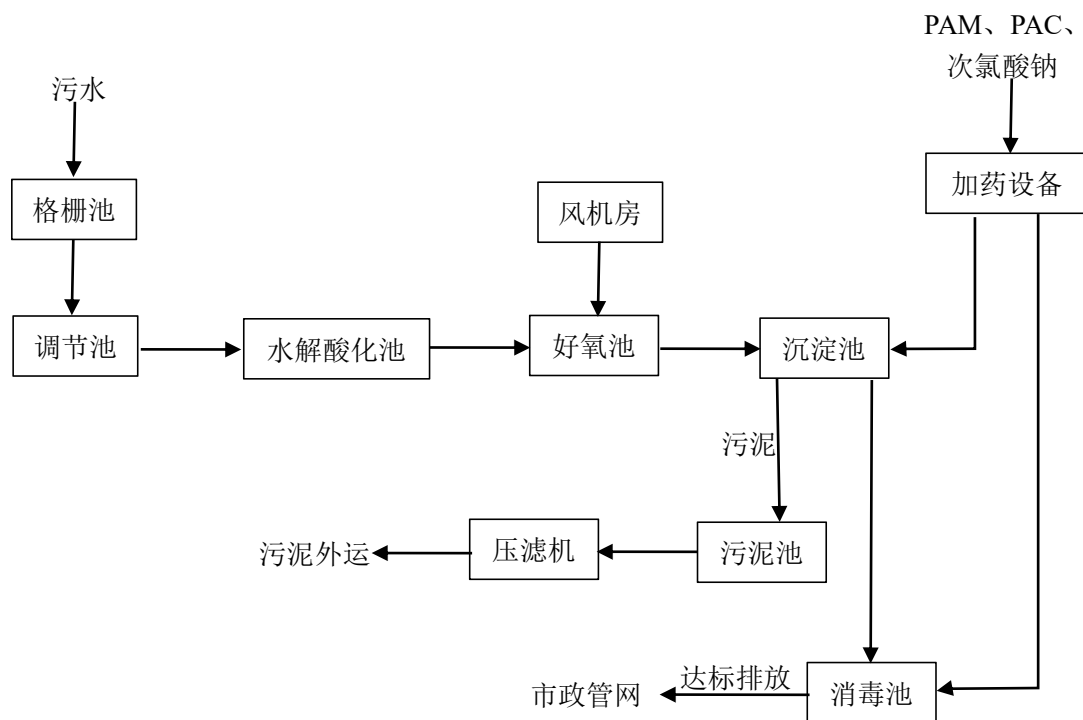 PAM、PAC、
次氯酸钠
污水
加药设备
格栅池
风机房
调节池
水解酸化池
好氧池
沉淀池
污泥
污泥外运
压滤机
污泥池
市政管网
达标排放
消毒池